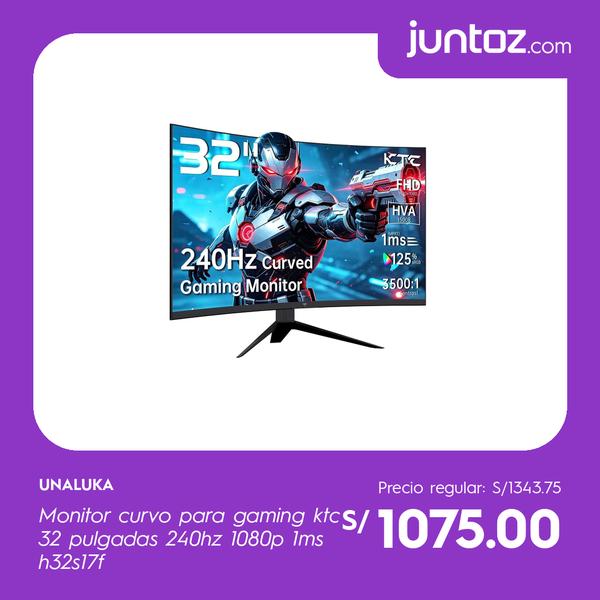 juntoz.com
32"
KTC
FHD
HVA
1ms
240Hz Curved
125%
Gaming Monitor
3500:1
UNALUKA
Precio regular: S/1343.75
Monitor curvo para gaming ktc
S/ 1075.00
32 pulgadas 240hz 1080p 1ms
h32s17f